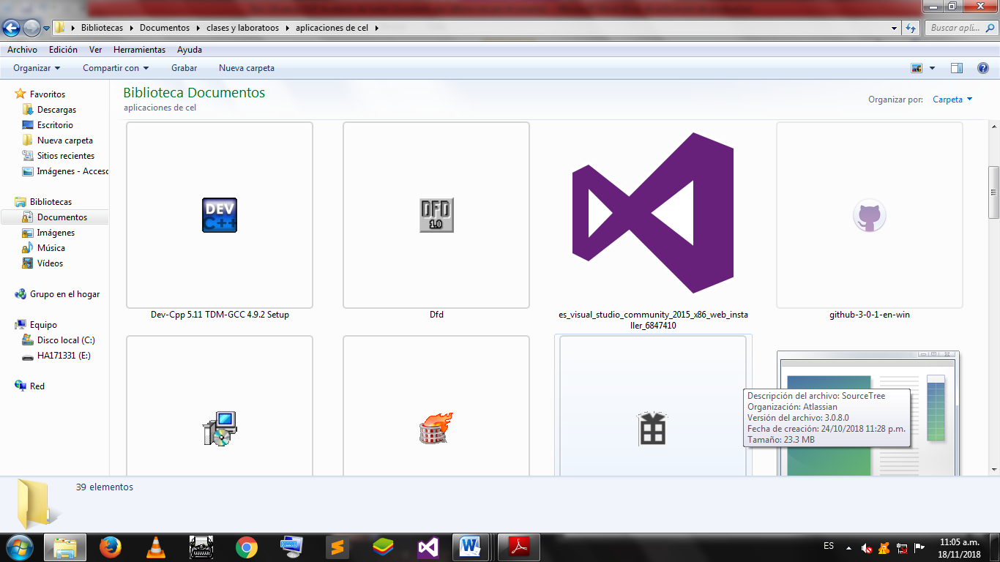 Bibliotecas
Documentos
clases y laboratoos
aplicaciones de cel
Buscar apli...
Archivo Edición Ver Herramientas Ayuda
Organizar Compartir con Grabar Nueva carpeta
Favoritos
Descargas
Escritorio
Nueva carpeta
Sitios recientes
Imágenes - Acceso
Bibliotecas
Documentos
Imágenes
Música
Vídeos
Grupo en el hogar
Equipo
Disco local (C:)
HA171331 (E:)
Red
Biblioteca Documentos
aplicaciones de cel
Organizar por: Carpeta
DEV
C++
DFD
1.0
Dev-Cpp 5.11 TDM-GCC 4.9.2 Setup
Dfd
es_visual_studio_community_2015_x86_web_insta
ller_6847410
github-3-0-1-en-win
Descripción del archivo: SourceTree
Organización: Atlassian
Versión del archivo: 3.0.8.0
Fecha de creación: 24/10/2018 11:28 p.m.
Tamaño: 23.3 MB
39 elementos
ES
11:05 a.m.
18/11/2018